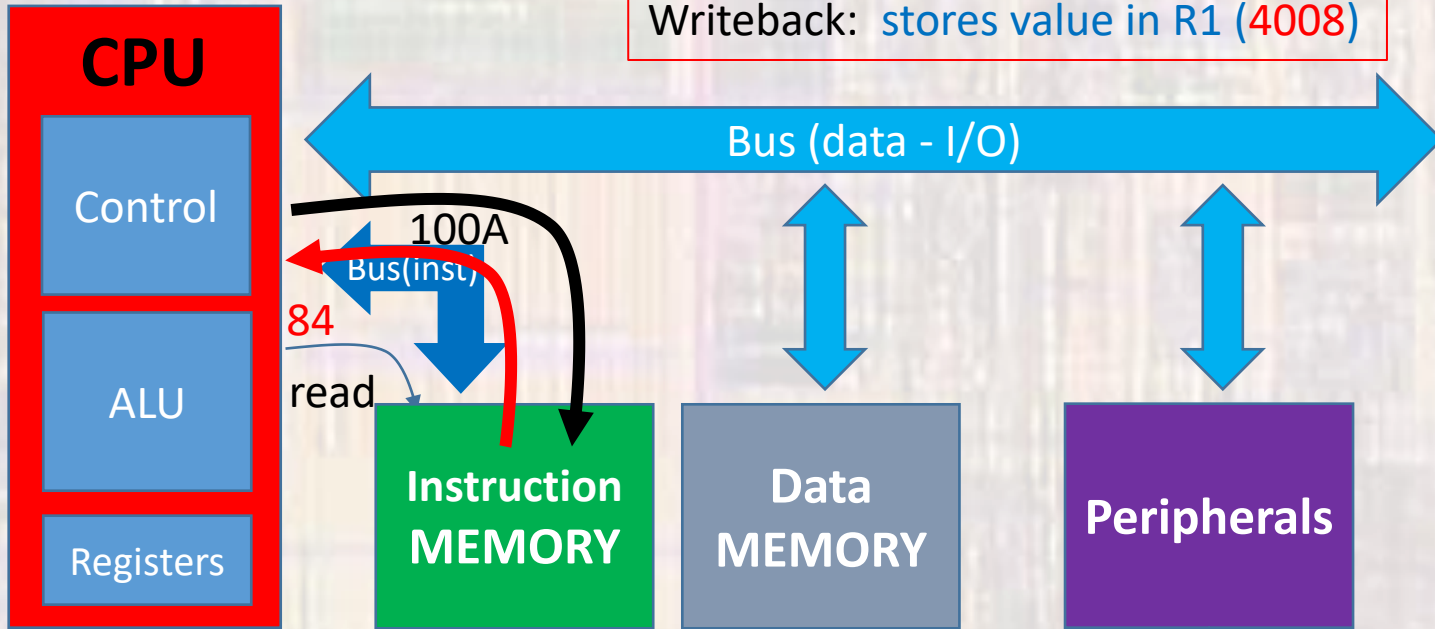 Writeback: stores value in R1 (4008)
CPU
Bus (data - I/O)
Control
100A
Bus(inst)
84
read
ALU
Instruction
MEMORY
Data
MEMORY
Peripherals
Registers